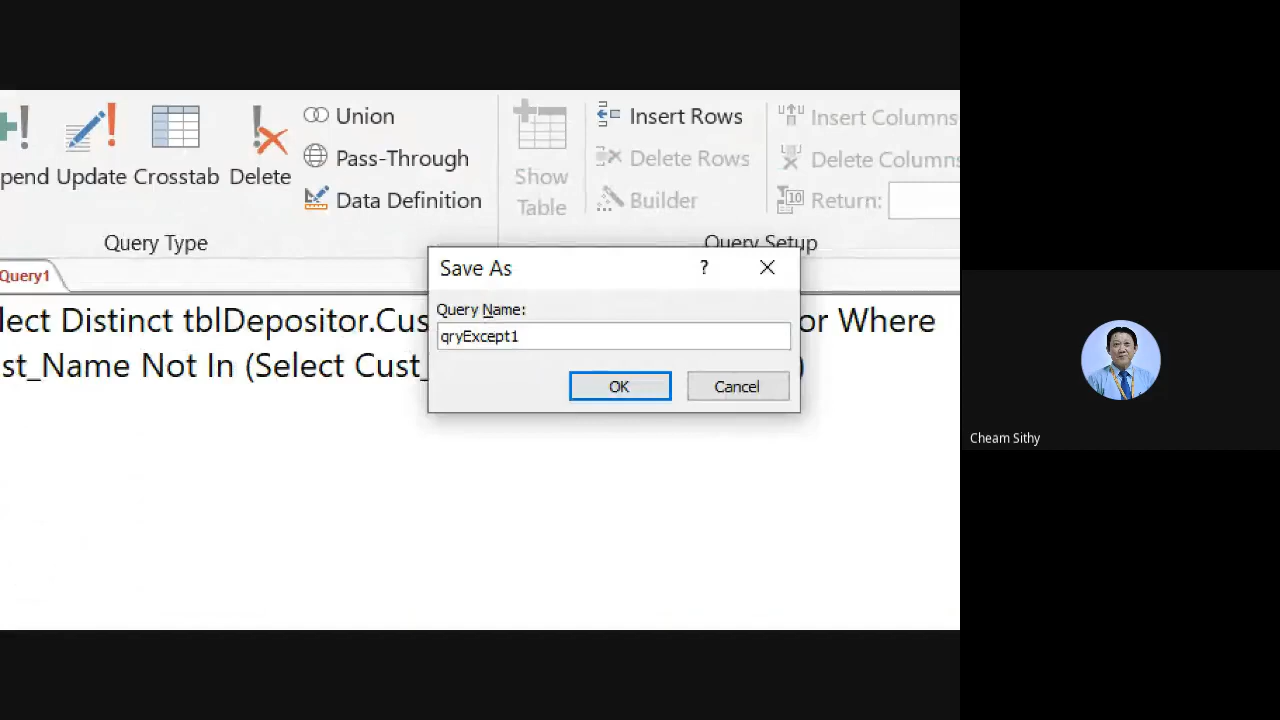 pend Update Crosstab Delete
Union
Pass-Through
Data Definition
Query Type
Show
Table
Insert Rows
Delete Rows
Builder
Insert Columns
Delete Columns
10 Return:
Query Setup
Query1
Save As ?
Query Name:
qryExcept1
OK Cancel
lect Distinct tblDepositor.Cus or Where
st_Name Not In (Select Cust_ )
Cheam Sithy